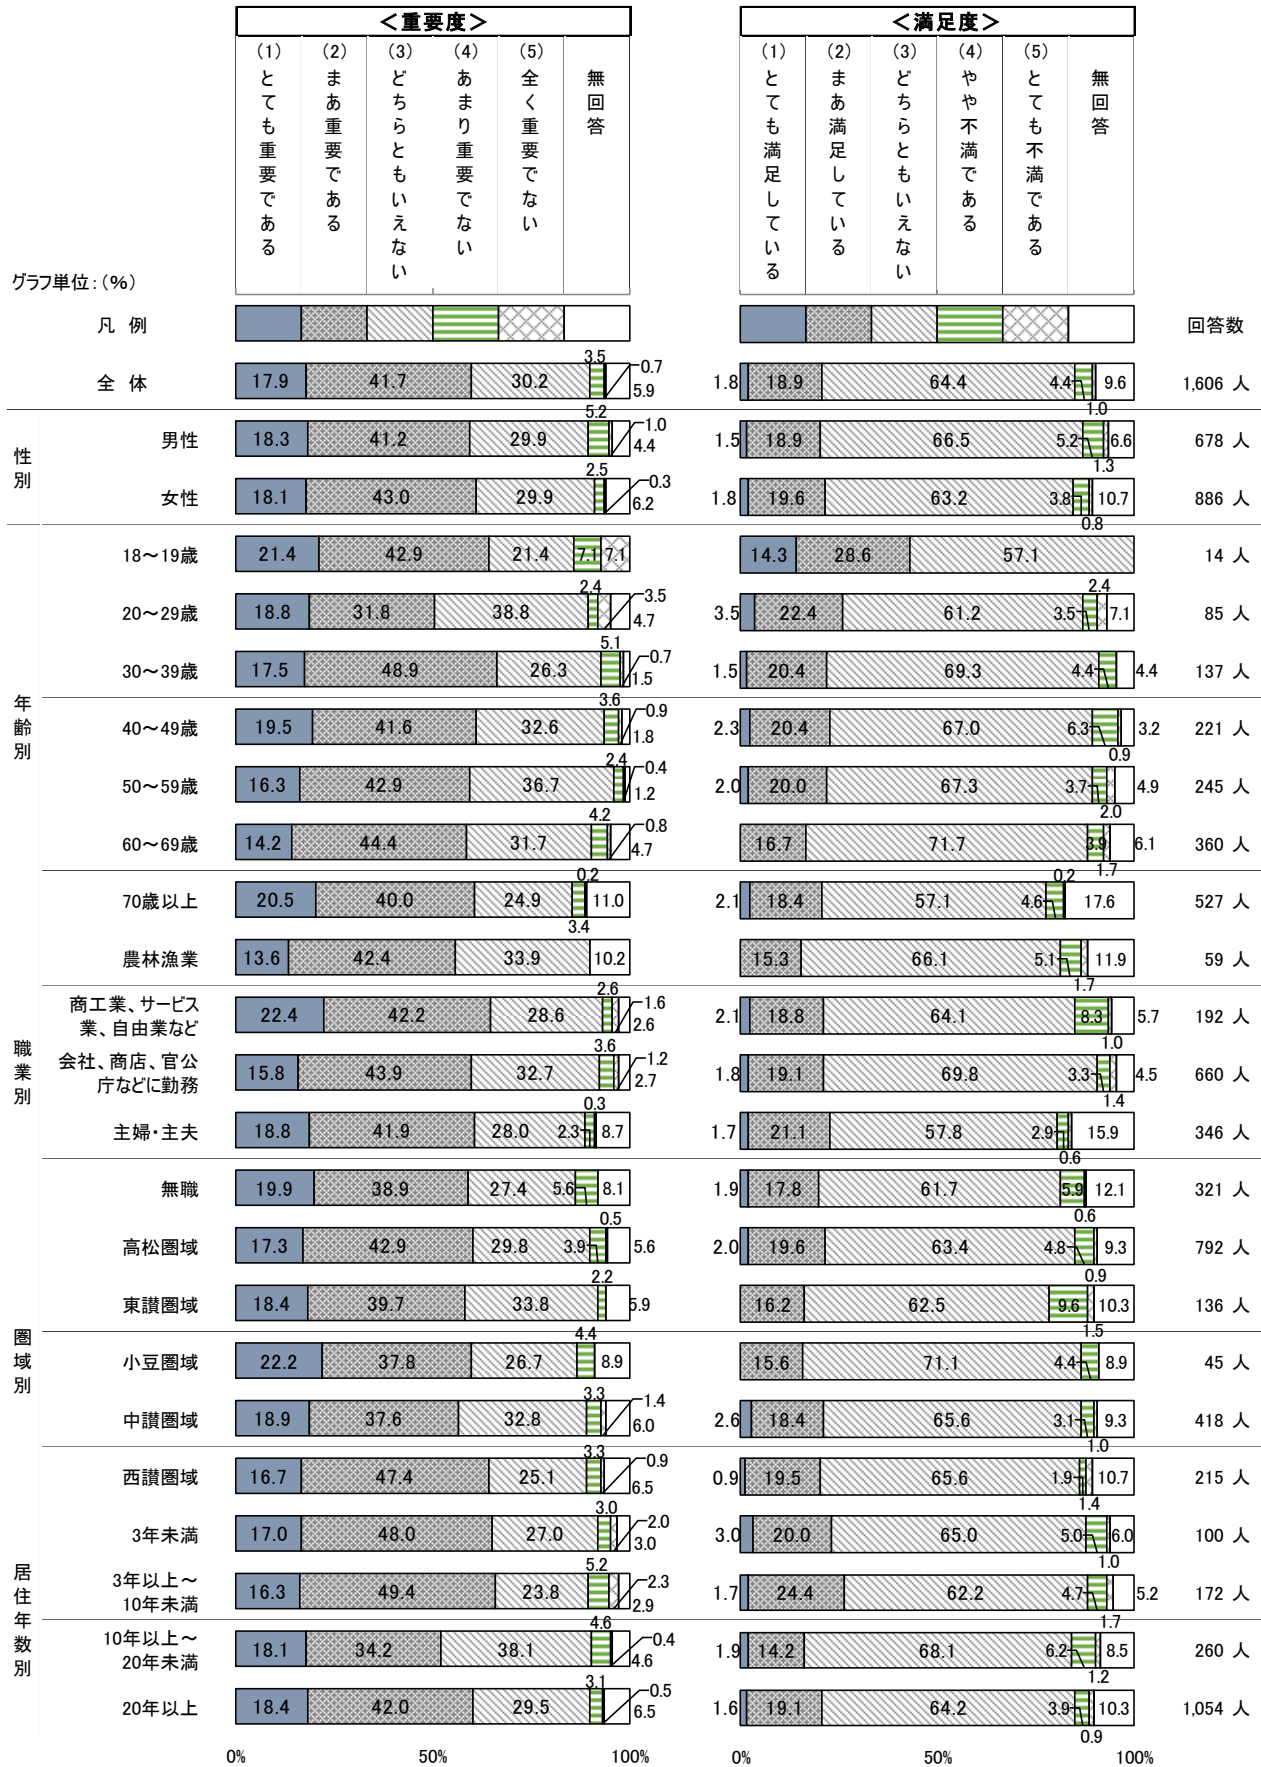 ＜重要度＞ ＜満足度＞
(1)とても重要である (2)まあ重要である (3)どちらともいえない (4)あまり重要でない (5)全く重要でない 無回答
(1)とても満足している (2)まあ満足している (3)どちらともいえない (4)やや不満である (5)とても不満である 無回答
グラフ単位：(%)
凡 例 回答数
全 体 17.9 41.7 30.2 3.5 0.7 5.9 1.8 18.9 64.4 4.4 1.0 9.6 1,606 人
性別
男性 18.3 41.2 29.9 5.2 1.0 4.4 1.5 18.9 66.5 5.2 1.3 6.6 678 人
女性 18.1 43.0 29.9 2.5 0.3 6.2 1.8 19.6 63.2 3.8 0.8 10.7 886 人
年齢別
18～19歳 21.4 42.9 21.4 7.1 7.1 14.3 28.6 57.1 14 人
20～29歳 18.8 31.8 38.8 2.4 3.5 4.7 3.5 22.4 61.2 3.5 2.4 7.1 85 人
30～39歳 17.5 48.9 26.3 5.1 0.7 1.5 1.5 20.4 69.3 4.4 4.4 137 人
40～49歳 19.5 41.6 32.6 3.6 0.9 1.8 2.3 20.4 67.0 6.3 0.9 3.2 221 人
50～59歳 16.3 42.9 36.7 2.4 0.4 1.2 2.0 20.0 67.3 3.7 2.0 4.9 245 人
60～69歳 14.2 44.4 31.7 4.2 0.8 4.7 16.7 71.7 3.9 1.7 6.1 360 人
70歳以上 20.5 40.0 24.9 3.4 0.2 11.0 2.1 18.4 57.1 4.6 0.2 17.6 527 人
職業別
農林漁業 13.6 42.4 33.9 10.2 15.3 66.1 5.1 1.7 11.9 59 人
商工業、サービス
業、自由業など 22.4 42.2 28.6 2.6 1.6 2.6 2.1 18.8 64.1 8.3 1.0 5.7 192 人
会社、商店、官公
庁などに勤務 15.8 43.9 32.7 3.6 1.2 2.7 1.8 19.1 69.8 3.3 1.4 4.5 660 人
主婦・主夫 18.8 41.9 28.0 2.3 0.3 8.7 1.7 21.1 57.8 2.9 0.6 15.9 346 人
無職 19.9 38.9 27.4 5.6 8.1 1.9 17.8 61.7 5.9 0.6 12.1 321 人
圏域別
高松圏域 17.3 42.9 29.8 3.9 0.5 5.6 2.0 19.6 63.4 4.8 0.9 9.3 792 人
東讃圏域 18.4 39.7 33.8 2.2 5.9 16.2 62.5 9.6 1.5 10.3 136 人
小豆圏域 22.2 37.8 26.7 4.4 8.9 15.6 71.1 4.4 8.9 45 人
中讃圏域 18.9 37.6 32.8 3.3 1.4 6.0 2.6 18.4 65.6 3.1 1.0 9.3 418 人
西讃圏域 16.7 47.4 25.1 3.3 0.9 6.5 0.9 19.5 65.6 1.9 1.4 10.7 215 人
居住年数別
3年未満 17.0 48.0 27.0 3.0 2.0 3.0 3.0 20.0 65.0 5.0 1.0 6.0 100 人
3年以上～
10年未満 16.3 49.4 23.8 5.2 2.3 2.9 1.7 24.4 62.2 4.7 1.7 5.2 172 人
10年以上～
20年未満 18.1 34.2 38.1 4.6 0.4 4.6 1.9 14.2 68.1 6.2 1.2 8.5 260 人
20年以上 18.4 42.0 29.5 3.1 0.5 6.5 1.6 19.1 64.2 3.9 0.9 10.3 1,054 人
0% 50% 100% 0% 50% 100%